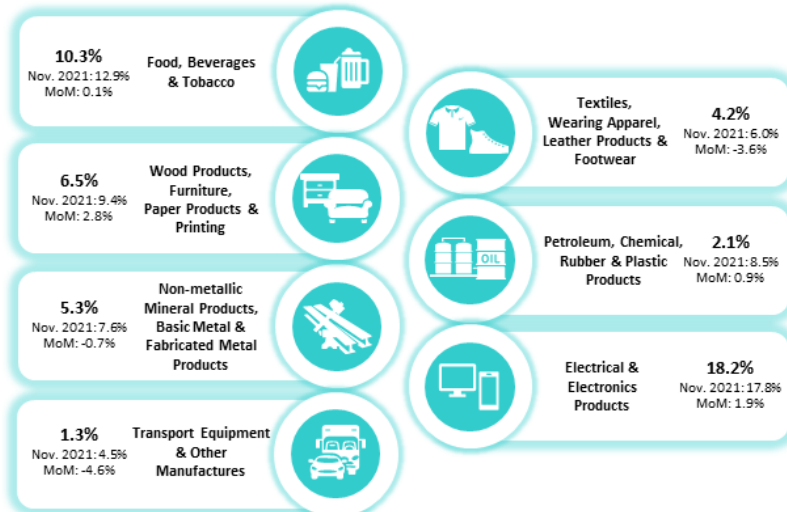 10.3%
Nov. 2021:12.9%
MoM: 0.1%
Food, Beverages
& Tobacco
6.5%
Nov. 2021:9.4%
MoM: 2.8%
Wood Products,
Furniture,
Paper Products &
Printing
5.3%
Nov. 2021:7.6%
MoM: -0.7%
Non-metallic
Mineral Products,
Basic Metal &
Fabricated Metal
Products
1.3%
Nov. 2021:4.5%
MoM: -4.6%
Transport Equipment
& Other
Manufactures
Textiles,
Wearing Apparel,
Leather Products &
Footwear
4.2%
Nov. 2021:6.0%
MoM: -3.6%
OIL
Petroleum, Chemical,
Rubber & Plastic
Products
2.1%
Nov. 2021:8.5%
MoM: 0.9%
Electrical &
Electronics
Products
18.2%
Nov. 2021:17.8%
MoM: 1.9%